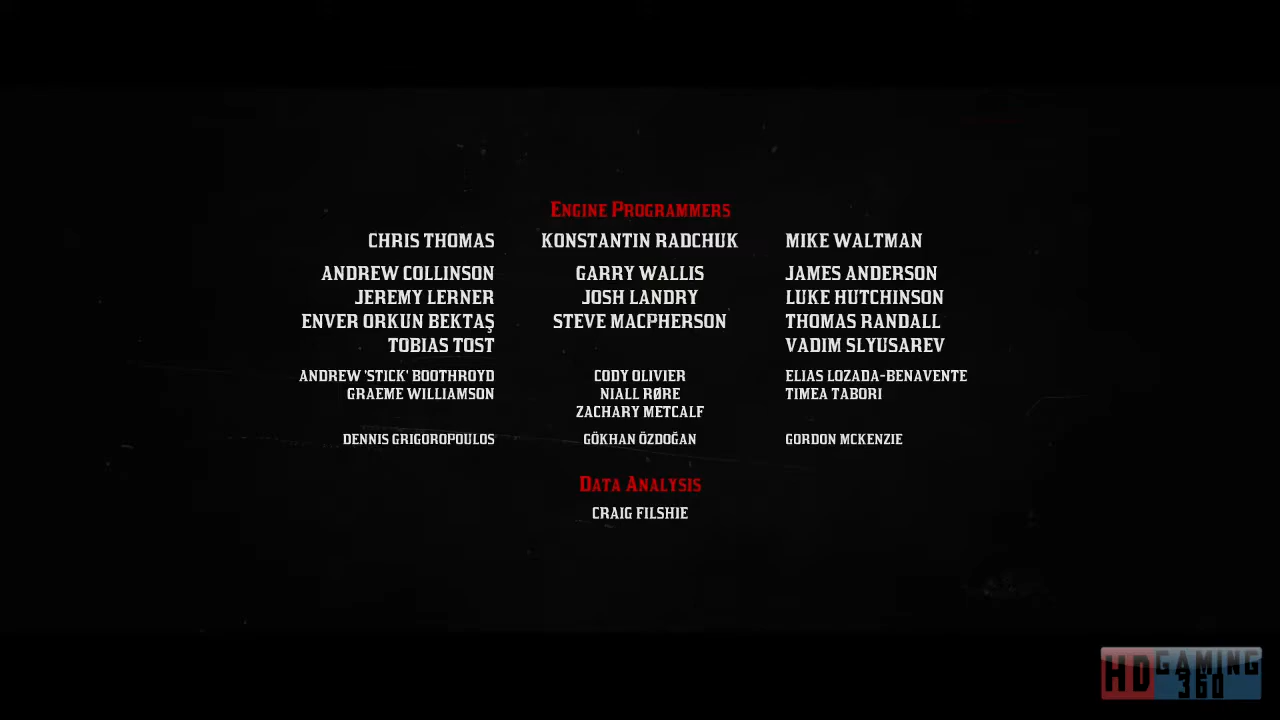 Engine Programmers
CHRIS THOMAS KONSTANTIN RADCHUK MIKE WALTMAN
ANDREW COLLINSON GARRY WALLIS JAMES ANDERSON
JEREMY LERNER JOSH LANDRY LUKE HUTCHINSON
ENVER ORKUN BEKTAŞ STEVE MACPHERSON THOMAS RANDALL
TOBIAS TOST VADIM SLYUSAREV
ANDREW 'STICK' BOOTHROYD CODY OLIVIER ELIAS LOZADA-BENAVENTE
GRAEME WILLIAMSON NIALL RØRE TIMEA TABORI
ZACHARY METCALF
DENNIS GRIGOROPOULOS GÖKHAN ÖZDOĞAN GORDON MCKENZIE
Data Analysis
CRAIG FILSHIE
HD GAMING
360